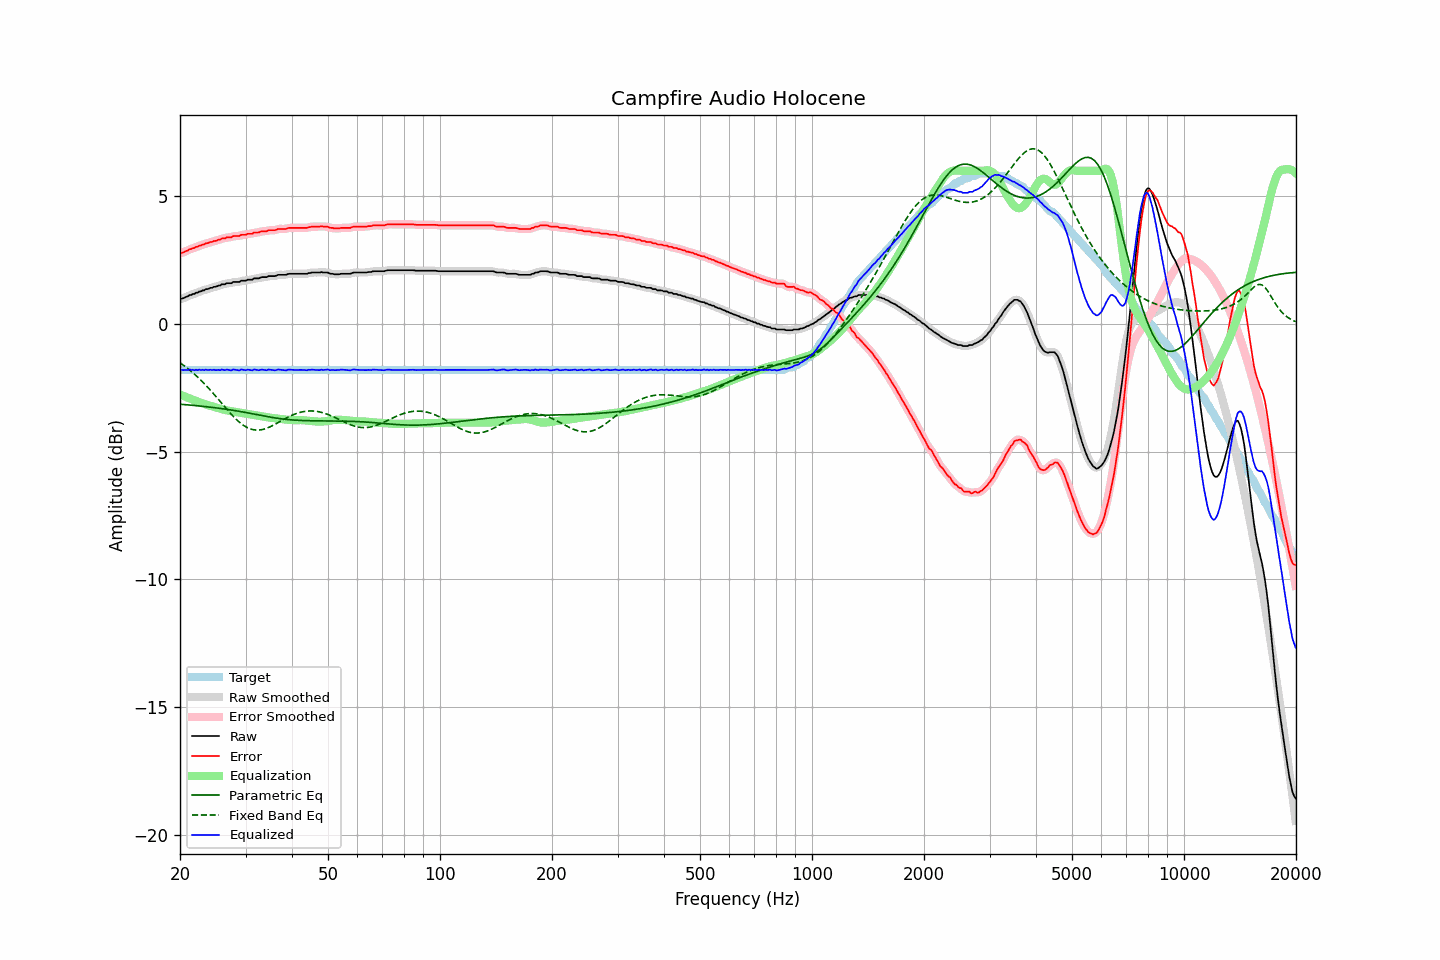 Campfire Audio Holocene
Amplitude (dBr)
5
0
−5
−10
−15
−20
Target
Raw Smoothed
Error Smoothed
Raw
Error
Equalization
Parametric Eq
Fixed Band Eq
Equalized
20 50 100 200 500 1000 2000 5000 10000 20000
Frequency (Hz)